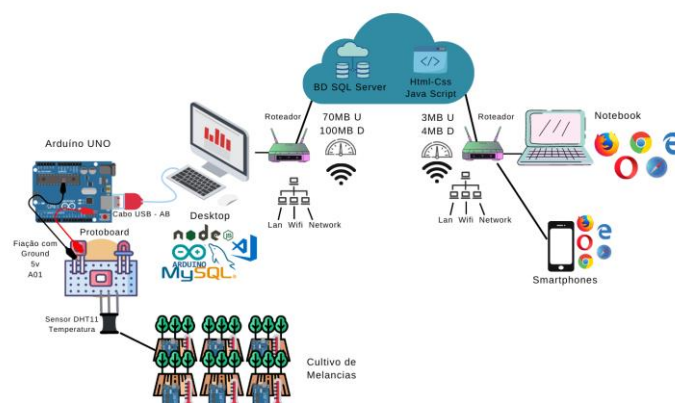 BD SQL Server
Html-Css
Java Script
Roteador
70MB U
100MB D
3MB U
4MB D
Roteador
Notebook
Arduíno UNO
Cabo USB - AB
Desktop
Lan Wifi Network
Lan Wifi Network
Protoboard
Fiação com
Ground
5v
A01
node
JS
ARDUINO
MySQL
Smartphones
Sensor DHT11
Temperatura
Cultivo de
Melancias